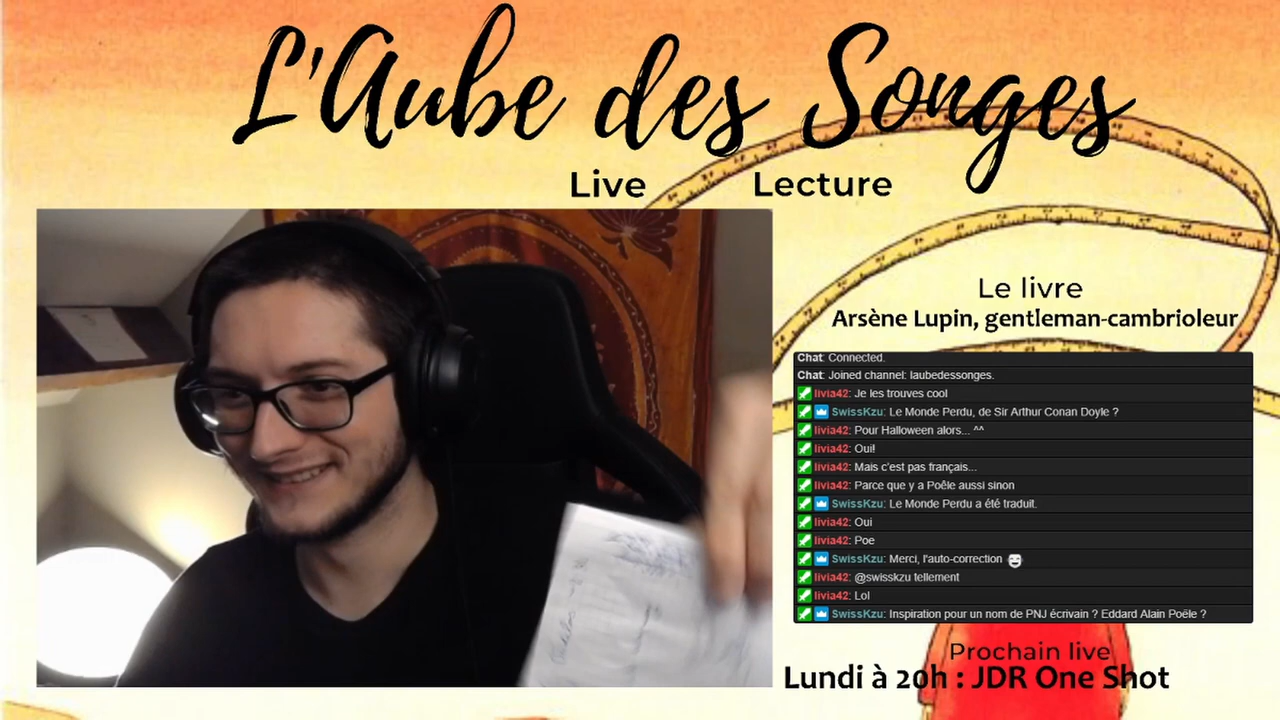 L'Aube des Songes
Live Lecture
Le livre
Arsène Lupin, gentleman-cambrioleur
Chat: Connected.
Chat: Joined channel: laubedessonges.
livia42: Je les trouves cool
SwissKzu: Le Monde Perdu, de Sir Arthur Conan Doyle ?
livia42: Pour Halloween alors... ^^
livia42: Oui!
livia42: Mais c'est pas français...
livia42: Parce que y a Poêle aussi sinon
SwissKzu: Le Monde Perdu a été traduit.
livia42: Oui
livia42: Poe
SwissKzu: Merci, l'auto-correction
livia42: @swisskzu tellement
livia42: Lol
SwissKzu: Inspiration pour un nom de PNJ écrivain ? Eddard Alain Poële ?
Prochain live
Lundi à 20h : JDR One Shot